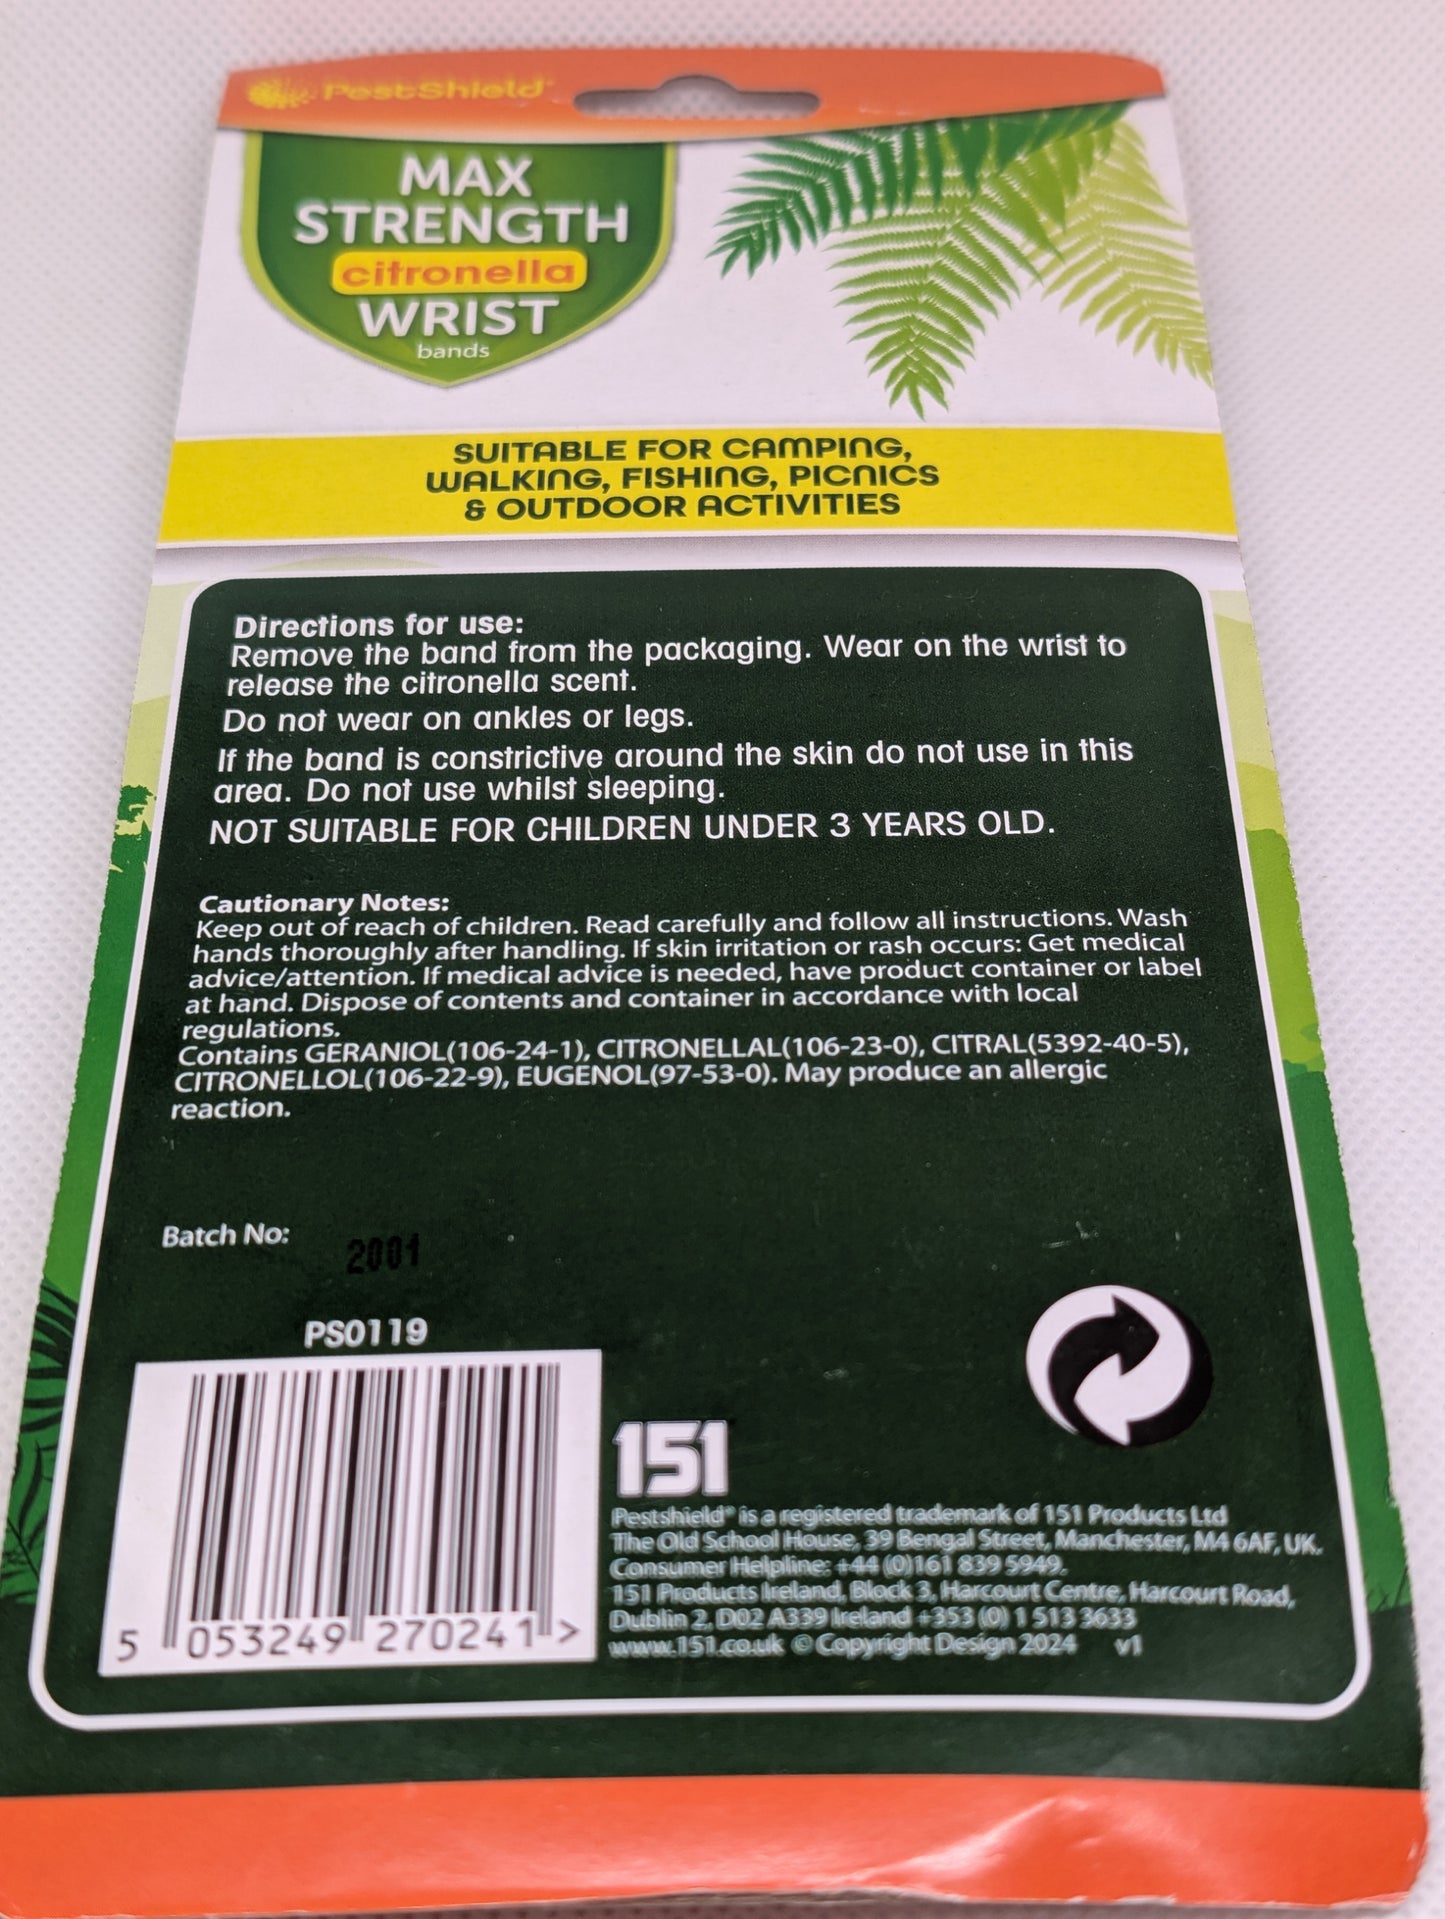 PestShield®
MAX
STRENGTH
citronella
WRIST
bands
SUITABLE FOR CAMPING,
WALKING, FISHING, PICNICS
& OUTDOOR ACTIVITIES
Directions for use:
Remove the band from the packaging. Wear on the wrist to
release the citronella scent.
Do not wear on ankles or legs.
If the band is constrictive around the skin do not use in this
area. Do not use whilst sleeping.
NOT SUITABLE FOR CHILDREN UNDER 3 YEARS OLD.
Cautionary Notes:
Keep out of reach of children. Read carefully and follow all instructions. Wash
hands thoroughly after handling. If skin irritation or rash occurs: Get medical
advice/attention. If medical advice is needed, have product container or label
at hand. Dispose of contents and container in accordance with local
regulations.
Contains GERANIOL(106-24-1), CITRONELLAL(106-23-0), CITRAL(5392-40-5),
CITRONELLOL(106-22-9), EUGENOL(97-53-0). May produce an allergic
reaction.
Batch No:
2001
PS0119
5 053249 270241 >
151
Pestshield® is a registered trademark of 151 Products Ltd
The Old School House, 39 Bengal Street, Manchester, M4 6AF, UK.
Consumer Helpline: +44 (0)161 839 5949.
151 Products Ireland, Block 3, Harcourt Centre, Harcourt Road,
Dublin 2, D02 A339 Ireland +353 (0) 1 513 3633
www.151.co.uk © Copyright Design 2024 v1